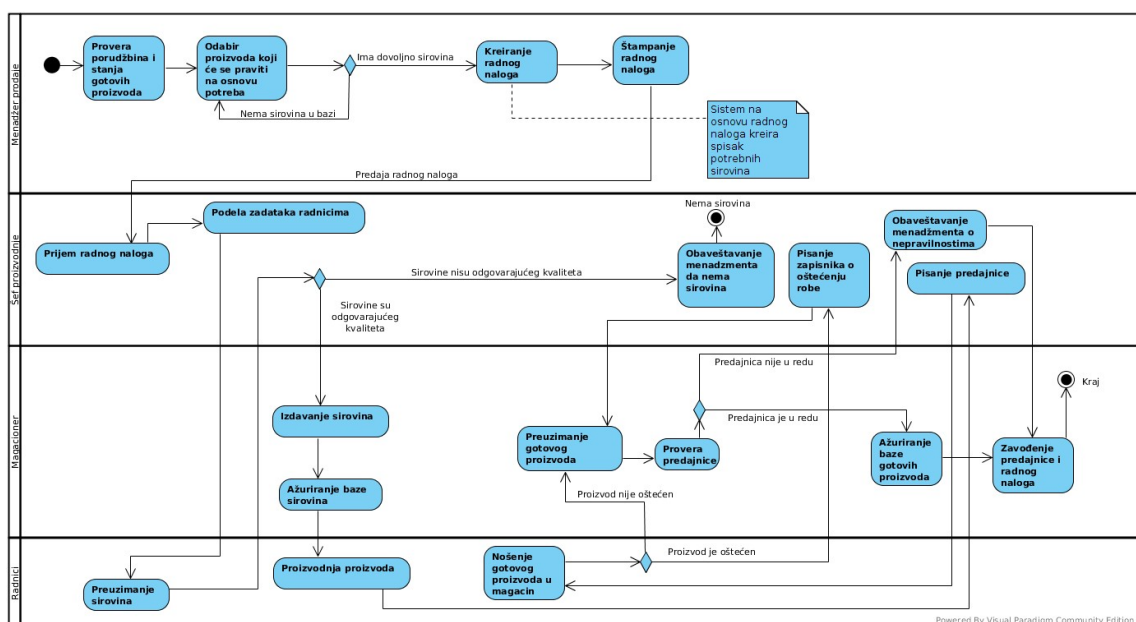 Menadžer prodaje
Provera
porudžbina i
stanja
gotovih
proizvoda
Odabir
proizvoda koji
će se praviti
na osnovu
potreba
Ima dovoljno sirovina
Nema sirovina u bazi
Kreiranje
radnog
naloga
Štampanje
radnog
naloga
Sistem na
osnovu radnog
naloga kreira
spisak
potrebnih
sirovina
Predaja radnog naloga
Šef proizvodnje
Prijem radnog naloga
Podela zadataka radnicima
Sirovine nisu odgovarajućeg kvaliteta
Sirovine su
odgovarajućeg
kvaliteta
Nema sirovina
Obaveštavanje
menadzmenta
da nema
sirovina
Pisanje
zapisnika o
oštećenju
robe
Obaveštavanje
menadžmenta o
nepravilnostima
Pisanje predajnice
Magacioner
Izdavanje sirovina
Ažuriranje baze
sirovina
Preuzimanje
gotovog
proizvoda
Provera
predajnice
Predajnica nije u redu
Predajnica je u redu
Ažuriranje
baze
gotovih
proizvoda
Zavođenje
predajnice i
radnog
naloga
Kraj
Proizvod nije oštećen
Radnici
Preuzimanje
sirovina
Proizvodnja proizvoda
Nošenje
gotovog
proizvoda u
magacin
Proizvod je oštećen
Powered By Visual Paradigm Community Edition